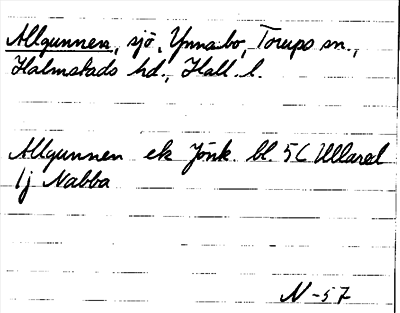 Allgunnen, sjö, Ynnabo, Torups sn.,
Halmstads hd., Hall. l.
Allgunnen ek Jönk. bl. 5C Ullared
lj Nabba
N-57